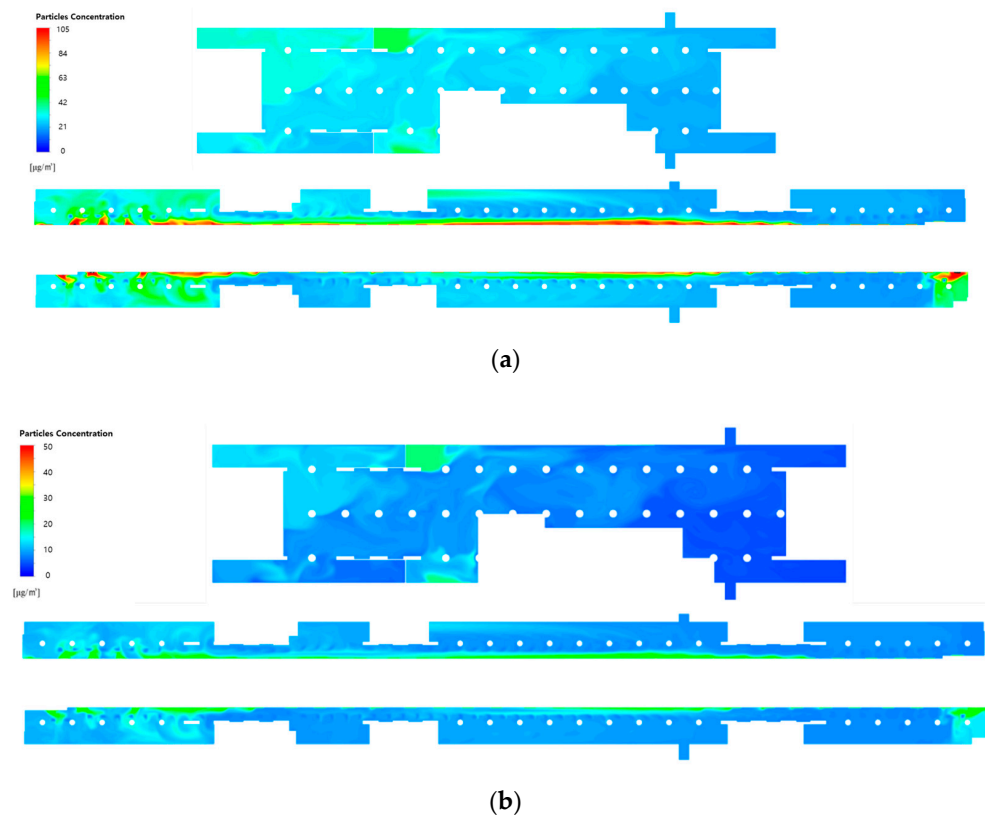 Particles Concentration
105
84
63
42
21
0
[μg/㎥]
(a)
Particles Concentration
50
40
30
20
10
0
[μg/㎥]
(b)